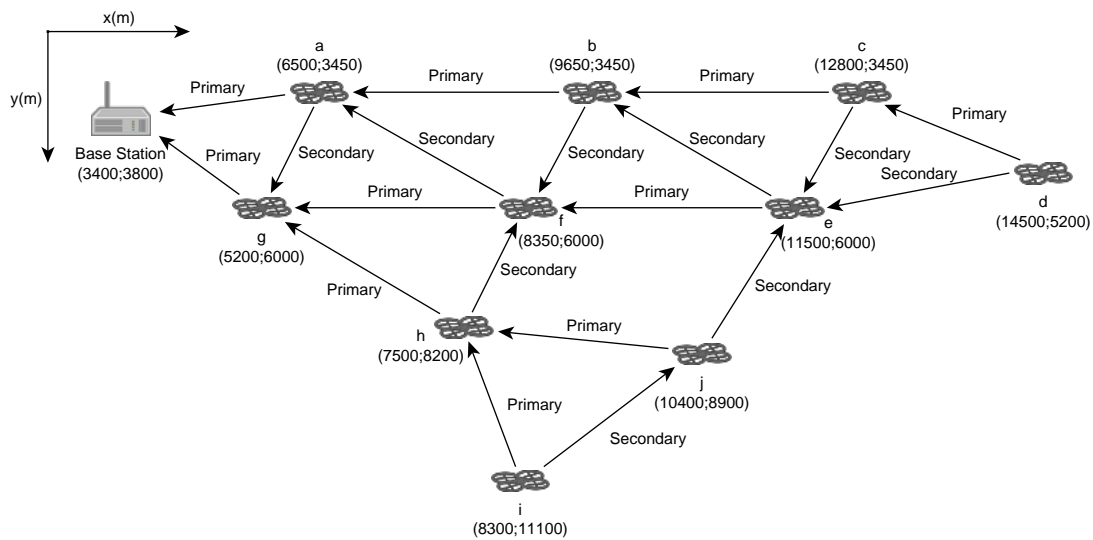 x(m)
y(m)
a
(6500;3450)
b
(9650;3450)
c
(12800;3450)
Primary
Primary
Primary
Primary
Base Station
(3400;3800)
Primary
Secondary
Secondary
Secondary
Secondary
Secondary
Secondary
Primary
Primary
d
(14500;5200)
g
(5200;6000)
f
(8350;6000)
e
(11500;6000)
Primary
Secondary
Secondary
h
(7500;8200)
Primary
j
(10400;8900)
Primary
Secondary
i
(8300;11100)